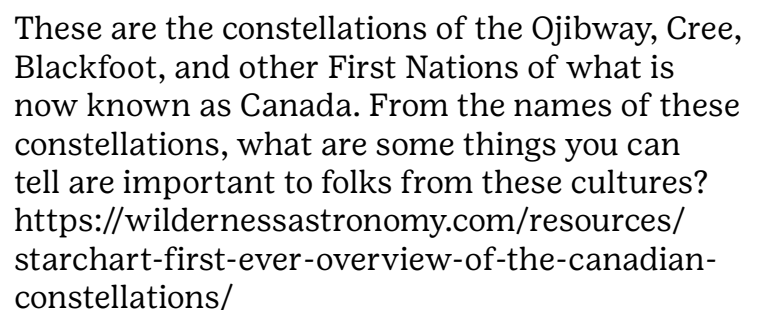 These are the constellations of the Ojibway, Cree,
Blackfoot, and other First Nations of what is
now known as Canada. From the names of these
constellations, what are some things you can
tell are important to folks from these cultures?
https://wildernessastronomy.com/resources/
starchart-first-ever-overview-of-the-canadian-
constellations/